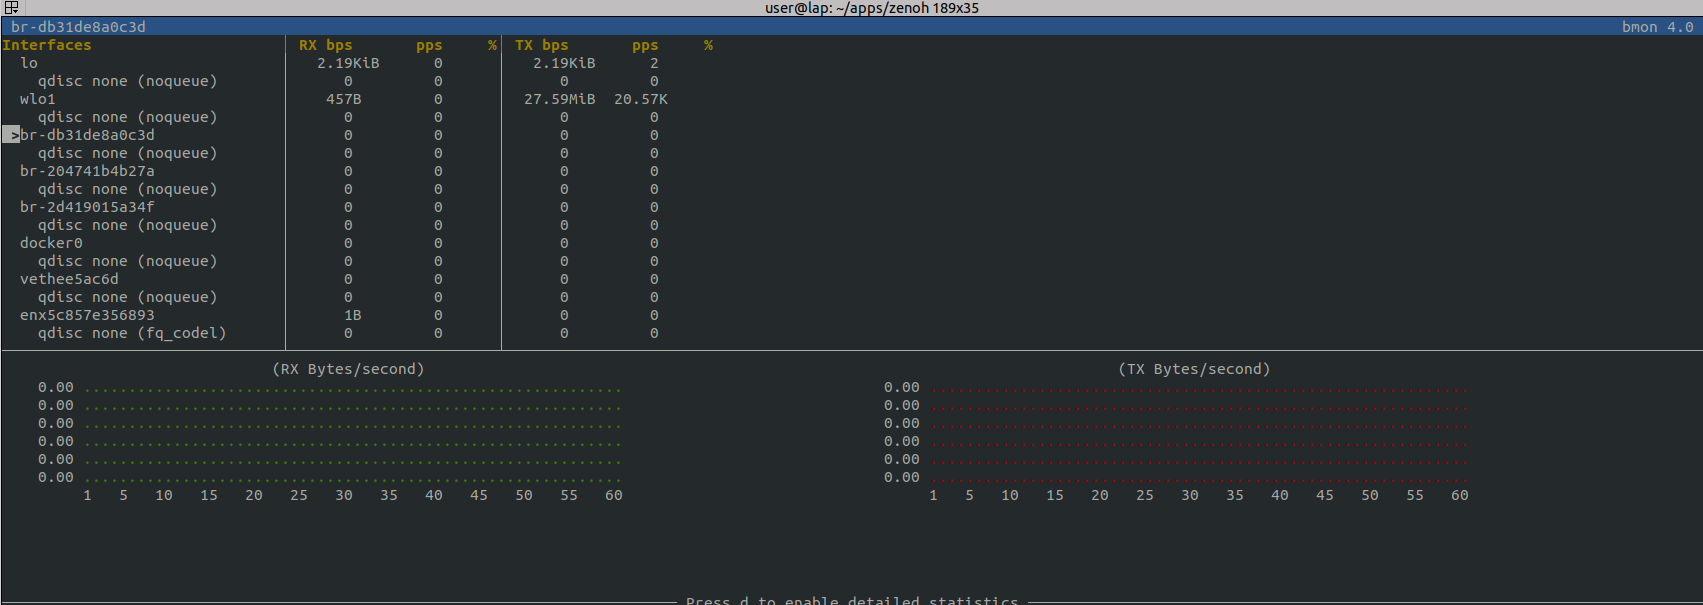 user@lap: ~/apps/zenoh 189x35
br-db31de8a0c3d bmon 4.0
Interfaces RX bps pps % TX bps pps %
lo 2.19KiB 0 2.19KiB 2
qdisc none (noqueue) 0 0 0 0
wlo1 457B 0 27.59MiB 20.57K
qdisc none (noqueue) 0 0 0 0
>br-db31de8a0c3d 0 0 0 0
qdisc none (noqueue) 0 0 0 0
br-204741b4b27a 0 0 0 0
qdisc none (noqueue) 0 0 0 0
br-2d419015a34f 0 0 0 0
qdisc none (noqueue) 0 0 0 0
docker0 0 0 0 0
qdisc none (noqueue) 0 0 0 0
vethee5ac6d 0 0 0 0
qdisc none (noqueue) 0 0 0 0
enx5c857e356893 1B 0 0 0
qdisc none (fq_codel) 0 0 0 0
(RX Bytes/second) (TX Bytes/second)
0.00 ............................................................ 0.00 ............................................................
0.00 ............................................................ 0.00 ............................................................
0.00 ............................................................ 0.00 ............................................................
0.00 ............................................................ 0.00 ............................................................
0.00 ............................................................ 0.00 ............................................................
0.00 ............................................................ 0.00 ............................................................
1 5 10 15 20 25 30 35 40 45 50 55 60 1 5 10 15 20 25 30 35 40 45 50 55 60
Press d to enable detailed statistics